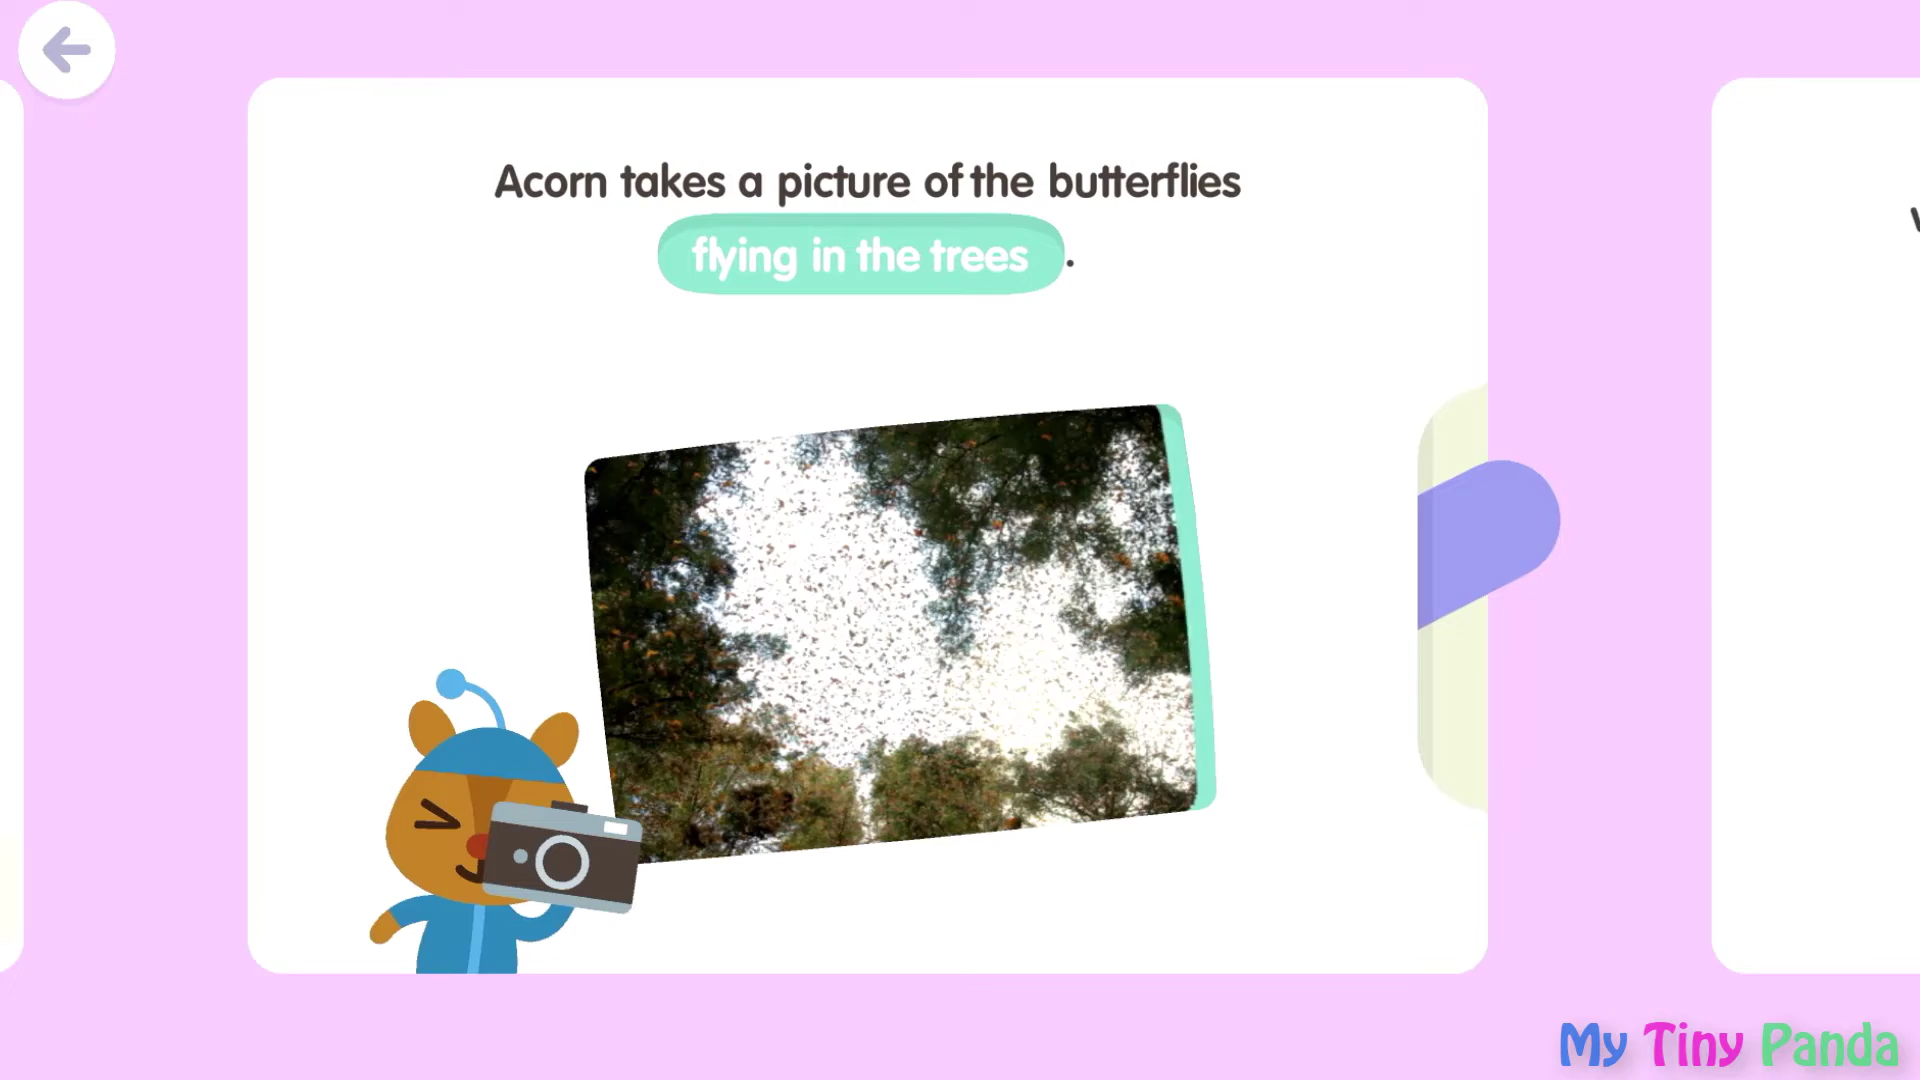 Acorn takes a picture of the butterflies
flying in the trees.
My Tiny Panda